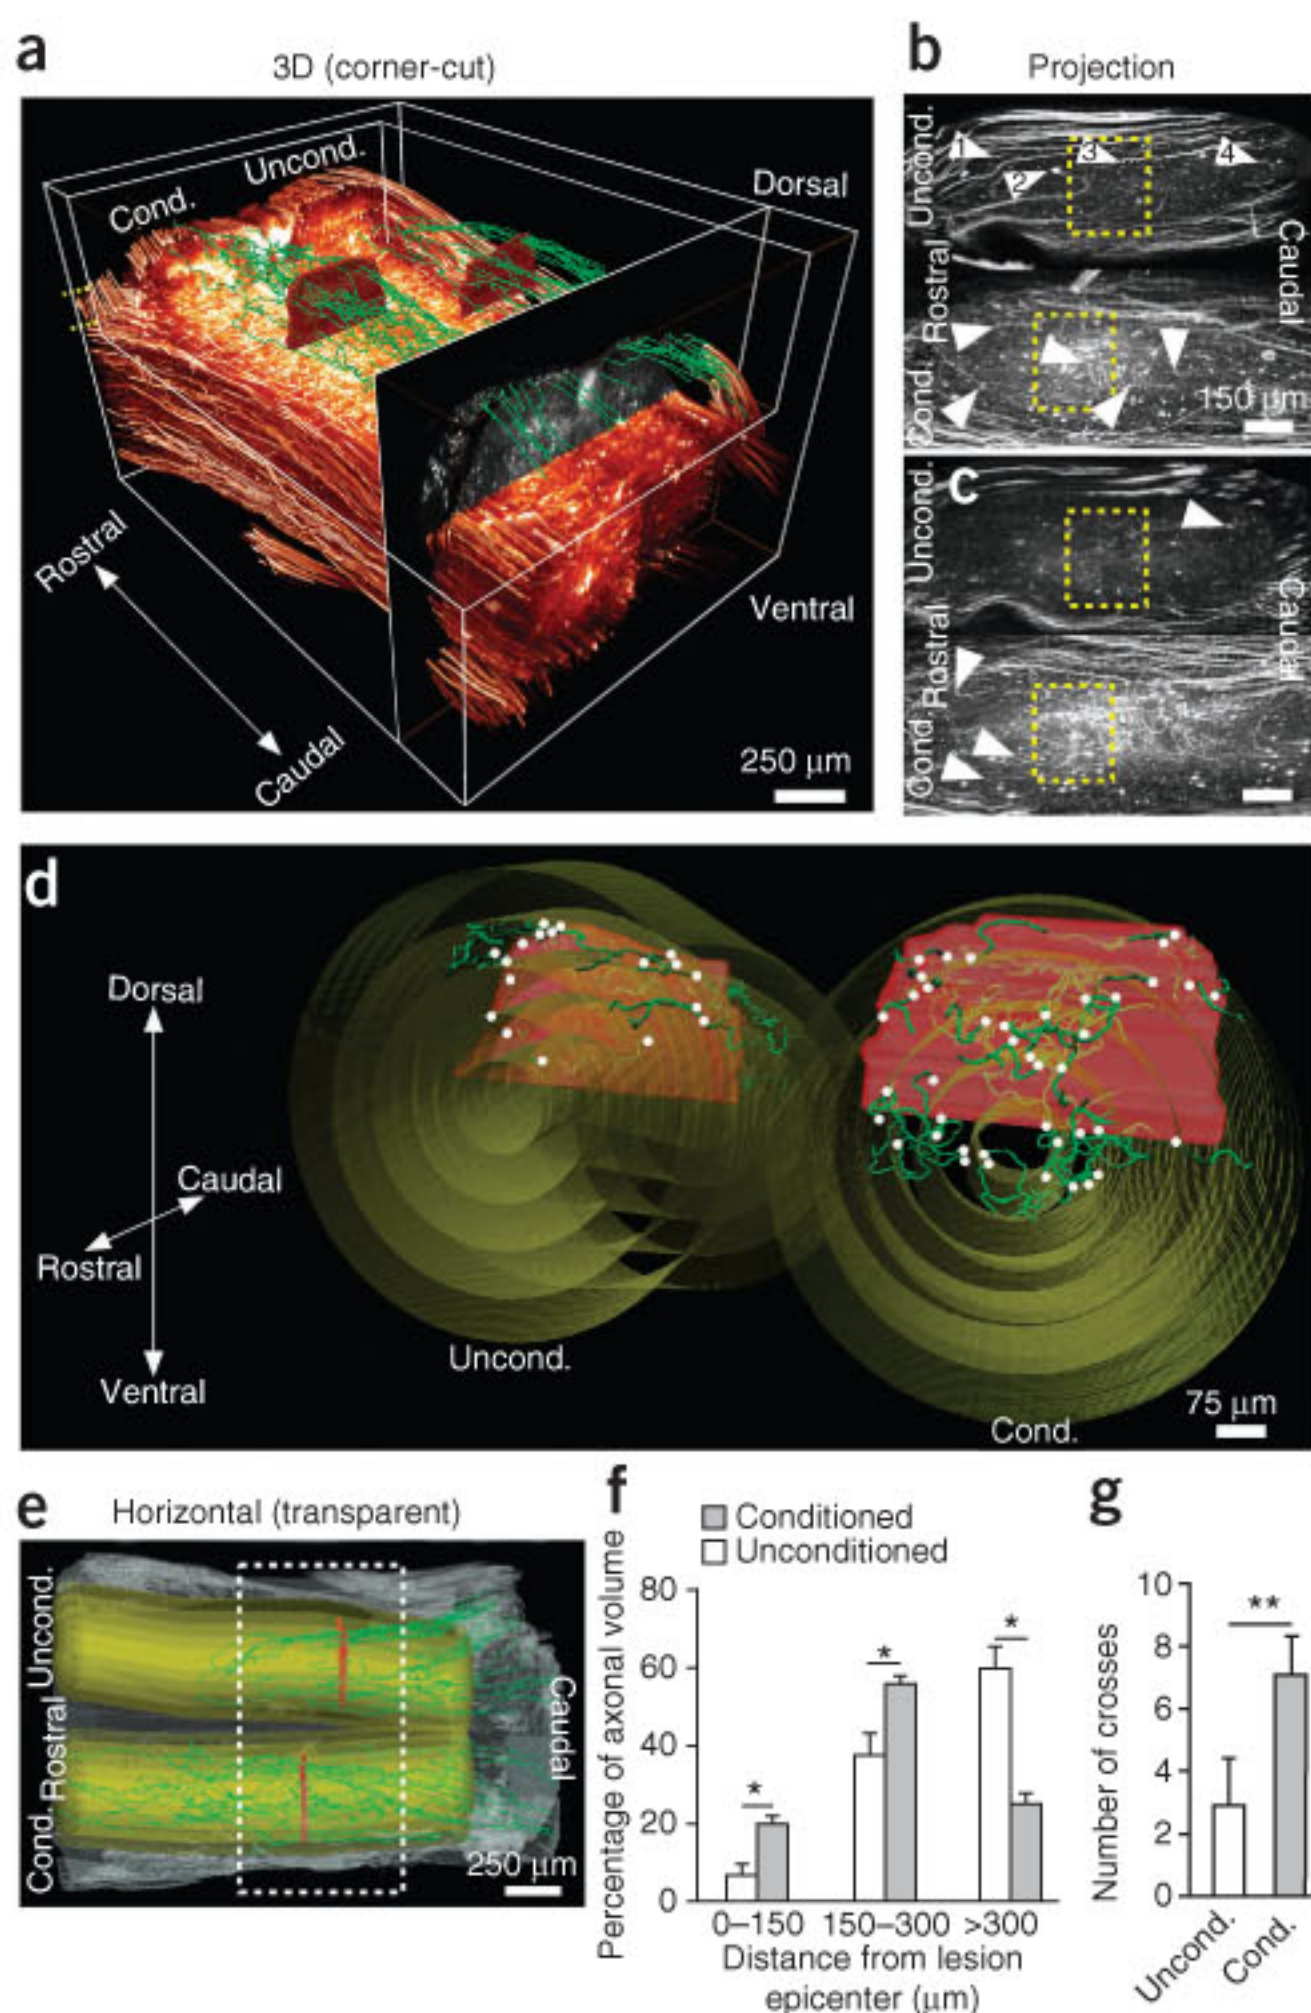 a
3D (corner-cut)
Cond.
Uncond.
Dorsal
Ventral
Rostral
Caudal
250 μm
b
Projection
Uncond.
Rostral
Cond.
Caudal
1
2
3
4
150 μm
c
Uncond.
Rostral
Cond.
Caudal
d
Dorsal
Caudal
Rostral
Ventral
Uncond.
Cond.
75 μm
e
Horizontal (transparent)
Uncond.
Rostral
Cond.
Caudal
250 μm
f
Conditioned
Unconditioned
Percentage of axonal volume
80
60
40
20
0
*
*
*
0–150
150–300
>300
Distance from lesion
epicenter (μm)
g
Number of crosses
10
8
6
4
2
0
**
Uncond.
Cond.